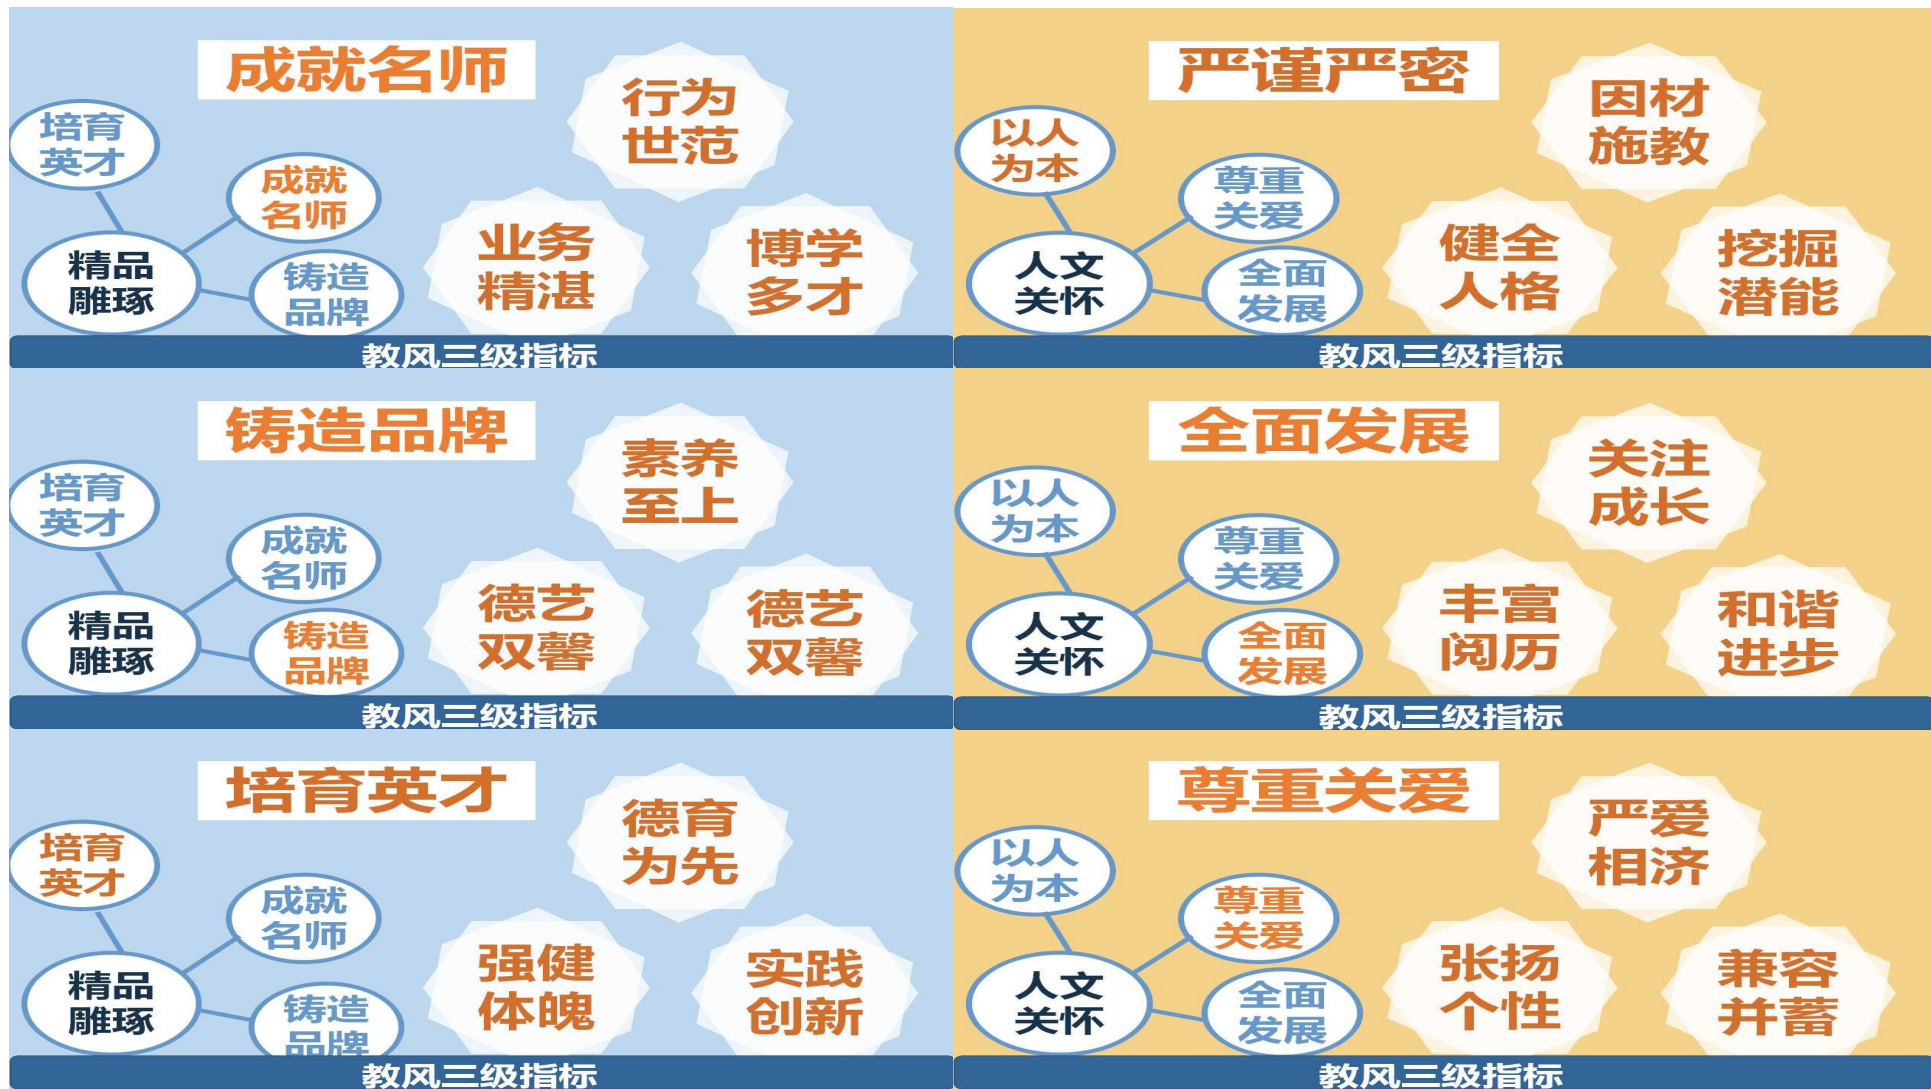 成就名师
行为
世范
培育
英才
成就
名师
业务
精湛
博学
多才
精品
雕琢
铸造
品牌
教风三级指标
严谨严密
因材
施教
以人
为本
尊重
关爱
健全
人格
挖掘
潜能
人文
关怀
全面
发展
教风三级指标
铸造品牌
素养
至上
培育
英才
成就
名师
德艺
双馨
德艺
双馨
精品
雕琢
铸造
品牌
教风三级指标
全面发展
关注
成长
以人
为本
尊重
关爱
丰富
阅历
和谐
进步
人文
关怀
全面
发展
教风三级指标
培育英才
德育
为先
培育
英才
成就
名师
强健
体魄
实践
创新
精品
雕琢
铸造
品牌
教风三级指标
尊重关爱
严爱
相济
以人
为本
尊重
关爱
张扬
个性
兼容
并蓄
人文
关怀
全面
发展
教风三级指标